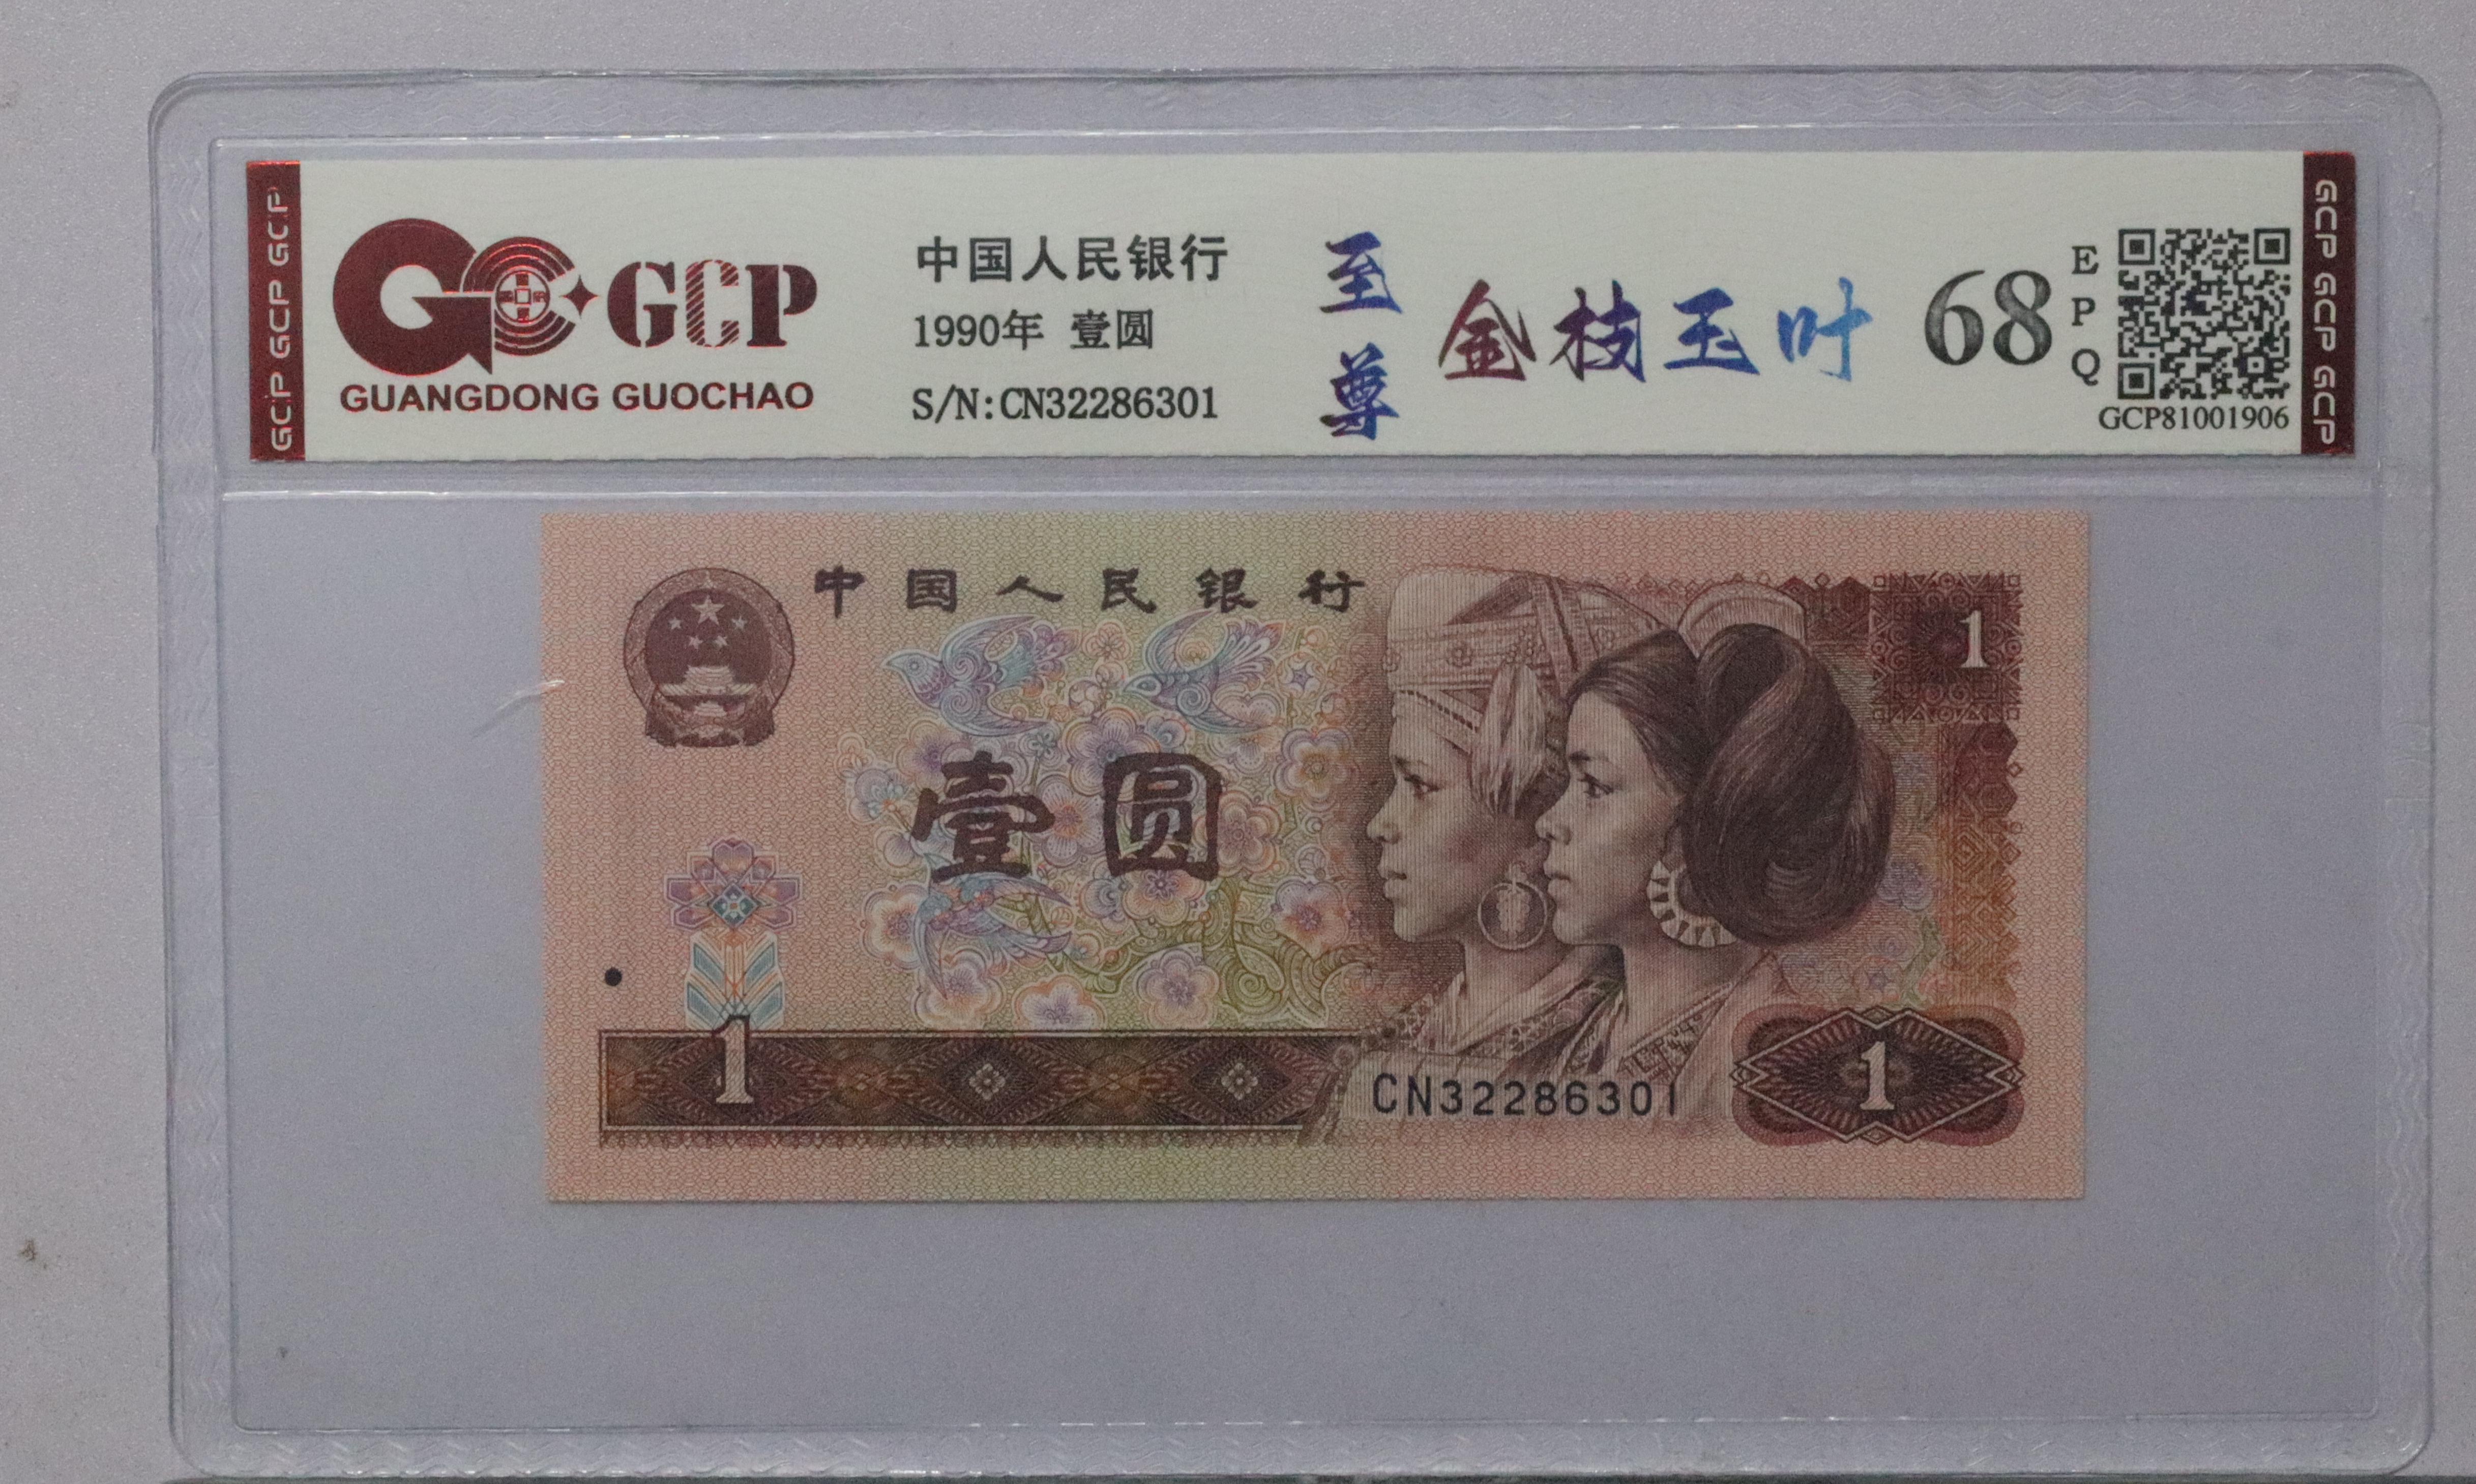 GCP GCP GCP
GCP
GUANGDONG GUOCHAO
中国人民银行
1990年 壹圆
S/N:CN32286301
至尊
金枝玉叶
68
EPQ
GCP81001906
GCP GCP GCP
中国人民银行
1
壹圆
1
CN32286301
1